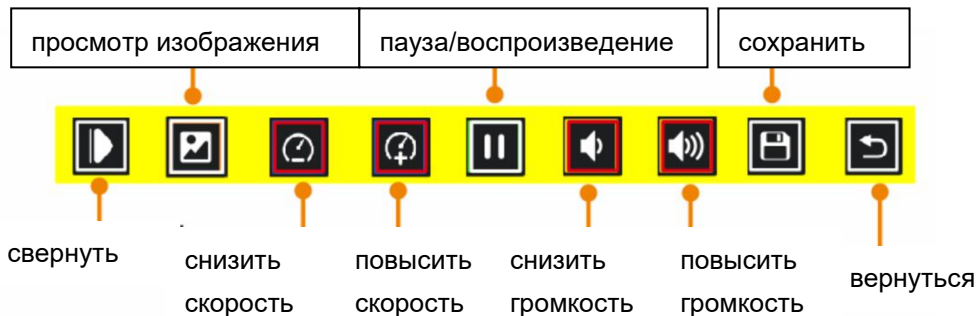 просмотр изображения
пауза/воспроизведение
сохранить
свернуть
снизить
скорость
повысить
скорость
снизить
громкость
повысить
громкость
вернуться